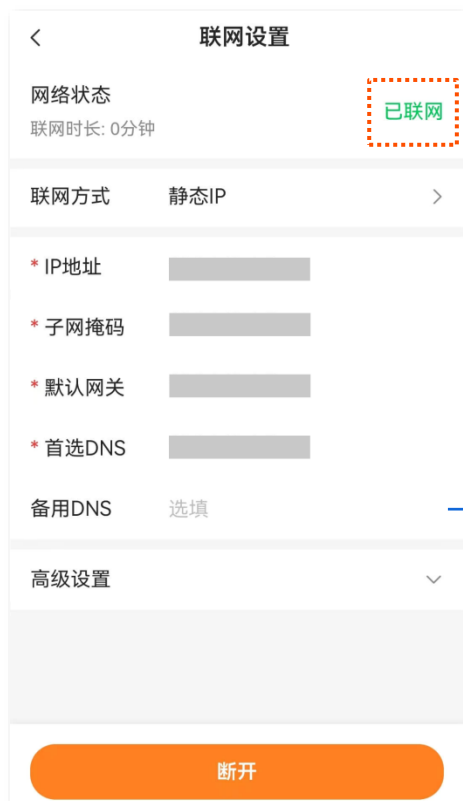 联网设置
网络状态
已联网
联网时长: 0分钟
联网方式 静态IP
* IP地址
* 子网掩码
* 默认网关
* 首选DNS
备用DNS 选填
高级设置
断开